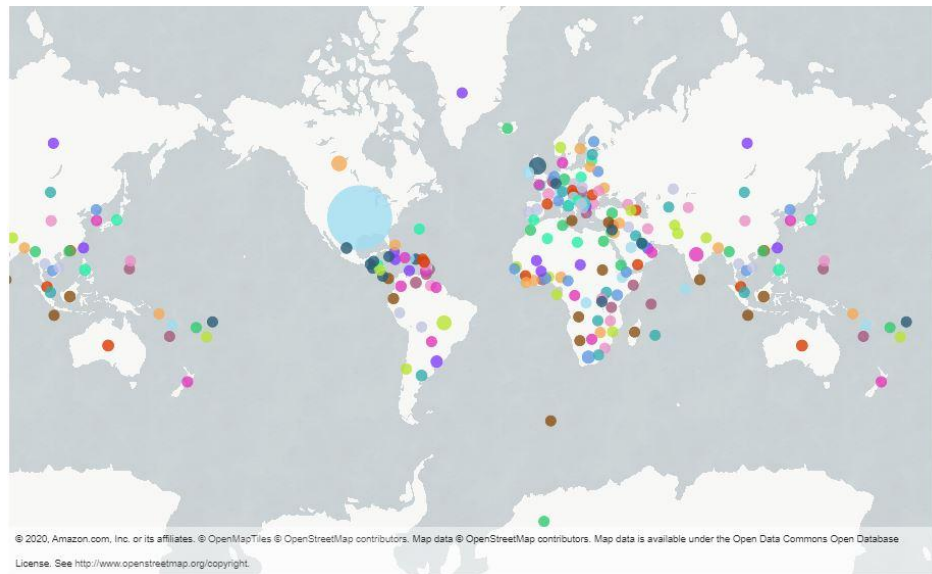 © 2020, Amazon.com, Inc. or its affiliates. © OpenMapTiles © OpenStreetMap contributors. Map data © OpenStreetMap contributors. Map data is available under the Open Data Commons Open Database
License. See http://www.openstreetmap.org/copyright.